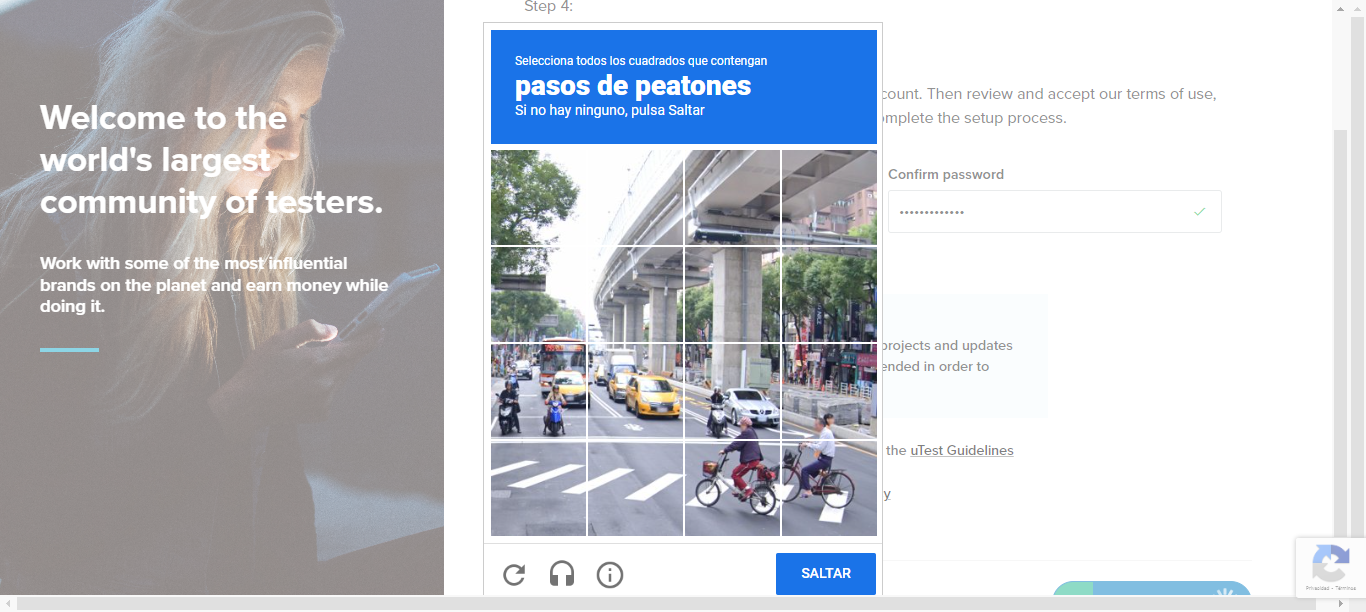 Step 4:
Welcome to the
world's largest
community of testers.
Work with some of the most influential
brands on the planet and earn money while
doing it.
Selecciona todos los cuadrados que contengan
pasos de peatones
Si no hay ninguno, pulsa Saltar
count. Then review and accept our terms of use,
mplete the setup process.
Confirm password
•••••••••••••
projects and updates
ended in order to
the uTest Guidelines
y
SALTAR
Privacidad - Términos